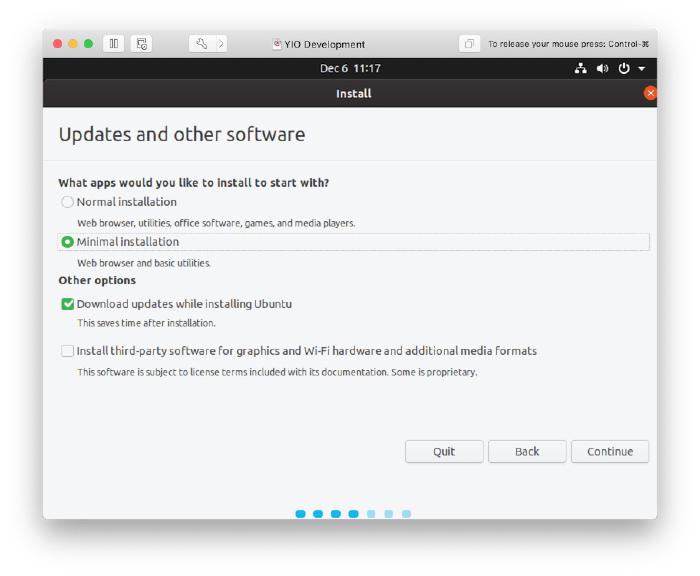 YIO Development
To release your mouse press: Control-⌘
Dec 6 11:17
Install
Updates and other software
What apps would you like to install to start with?
Normal installation
Web browser, utilities, office software, games, and media players.
Minimal installation
Web browser and basic utilities.
Other options
Download updates while installing Ubuntu
This saves time after installation.
Install third-party software for graphics and Wi-Fi hardware and additional media formats
This software is subject to license terms included with its documentation. Some is proprietary.
Quit
Back
Continue